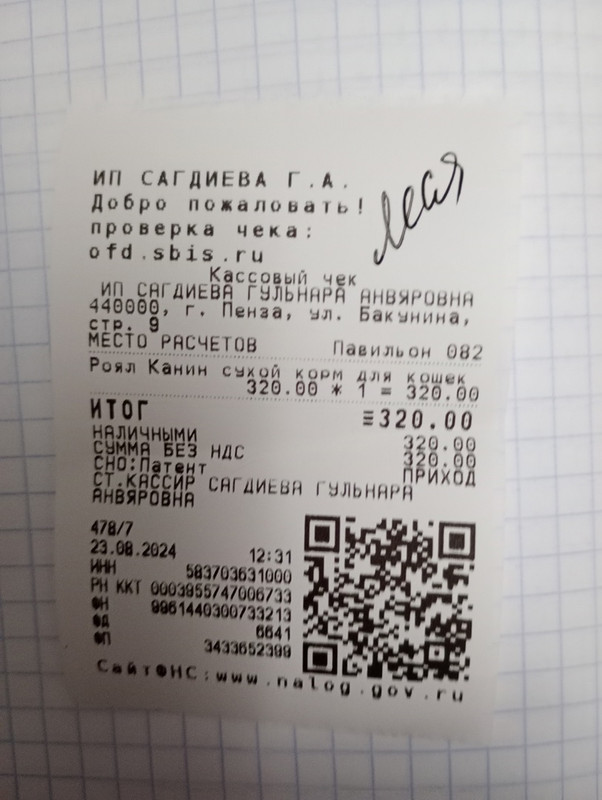 ИП САГДИЕВА Г.А.
Добро пожаловать!
проверка чека:
ofd.sbis.ru
Мая
Кассовый чек
ИП САГДИЕВА ГУЛЬНАРА АНВЯРОВНА
440000, г. Пенза, ул. Бакунина,
стр. 9
МЕСТО РАСЧЕТОВ Павильон 082
Роял Канин сухой корм для кошек
320.00 * 1 = 320.00
ИТОГ ≡320.00
НАЛИЧНЫМИ 320.00
СУММА БЕЗ НДС 320.00
СНО:Патент ПРИХОД
СТ.КАССИР САГДИЕВА ГУЛЬНАРА
АНВЯРОВНА
478/7
23.08.2024 12:31
ИНН 583703631000
РН ККТ 0003955747006733
ФН 9961440300733213
ФД 6641
ФП 3433652399
СайтФНС:www.nalog.gov.ru